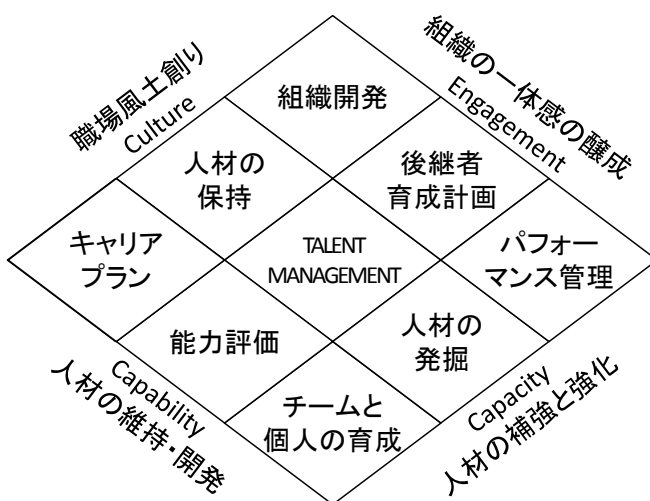 職場風土創り
Culture
組織の一体感の醸成
Engagement
組織開発
人材の
保持
後継者
育成計画
キャリア
プラン
TALENT
MANAGEMENT
パフォー
マンス管理
能力評価
人材の
発掘
チームと
個人の育成
Capability
人材の維持・開発
Capacity
人材の補強と強化